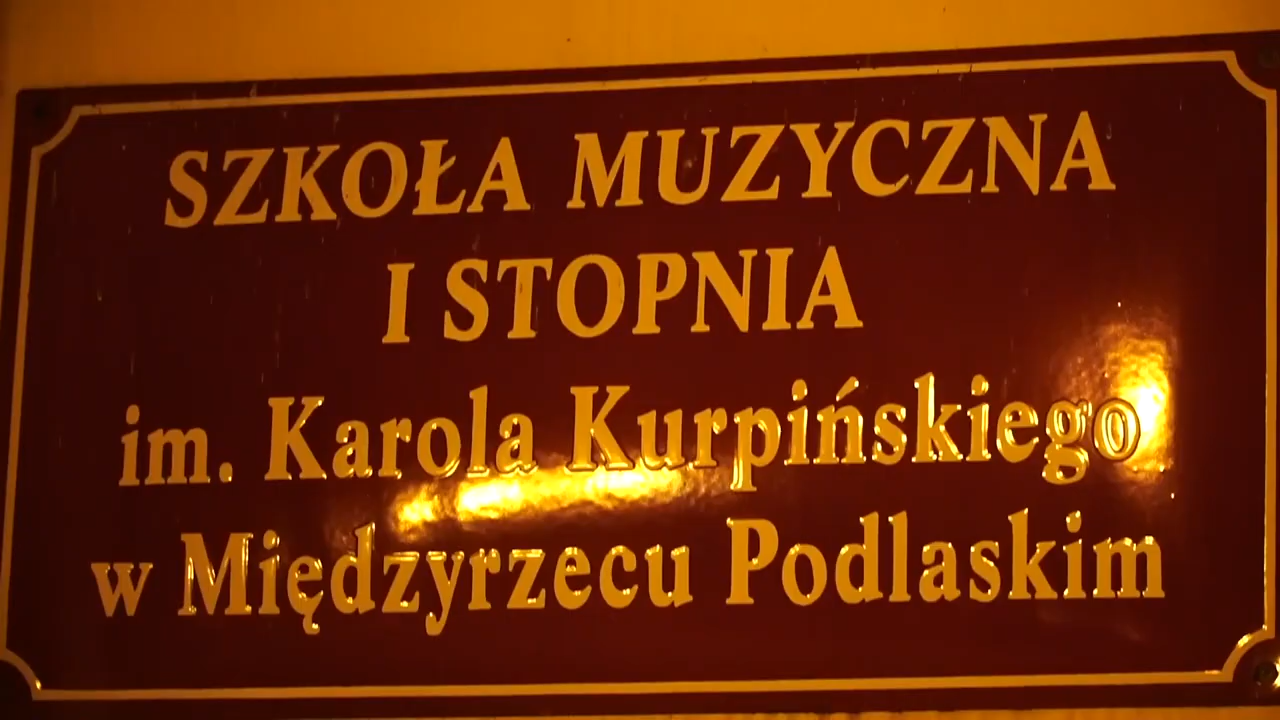 SZKOŁA MUZYCZNA
I STOPNIA
im. Karola Kurpińskiego
w Międzyrzecu Podlaskim